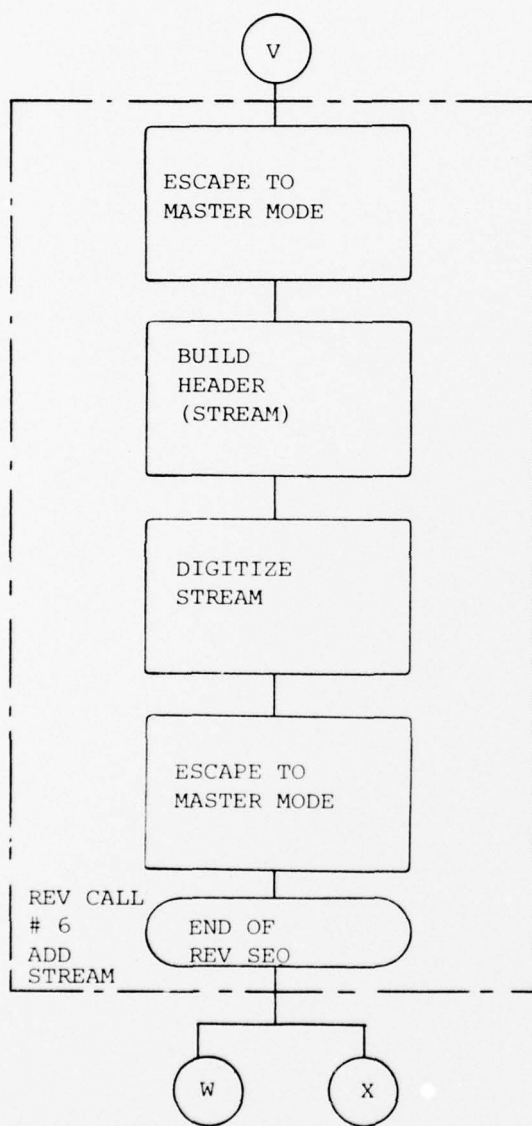 V
ESCAPE TO
MASTER MODE
BUILD
HEADER
(STREAM)
DIGITIZE
STREAM
ESCAPE TO
MASTER MODE
REV CALL
# 6
ADD
STREAM
END OF
REV SEQ
W
X